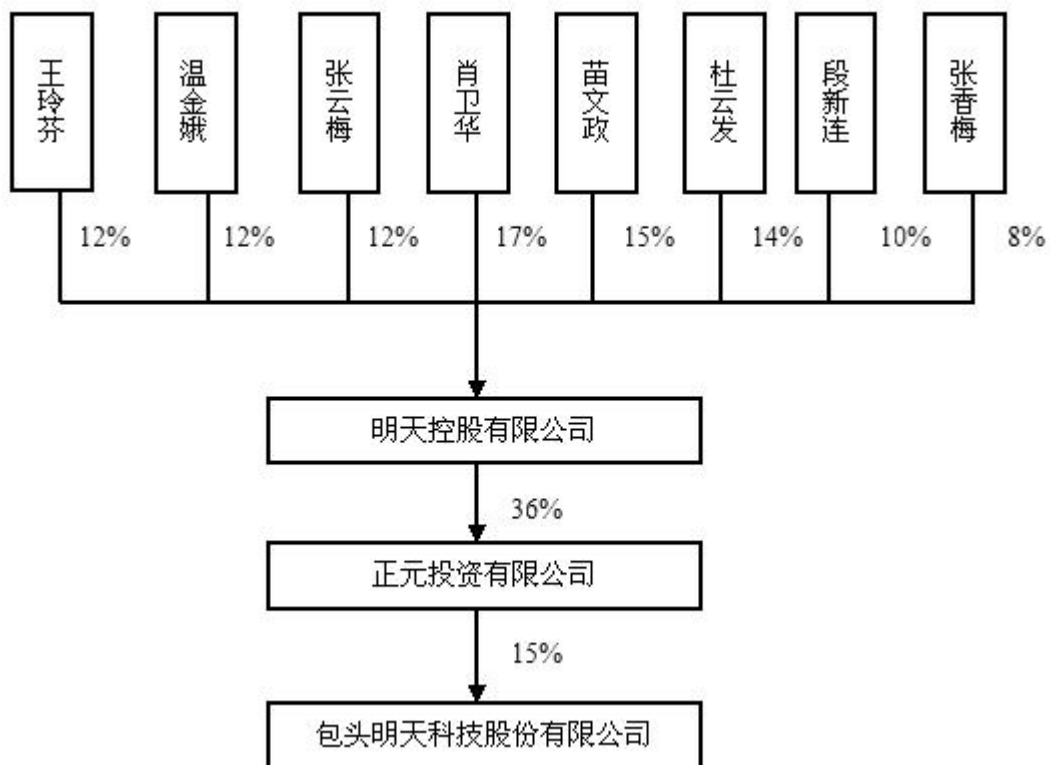 王玲芬
温金娥
张云梅
肖卫华
苗文政
杜云发
段新连
张香梅
12%
12%
12%
17%
15%
14%
10%
8%
明天控股有限公司
36%
正元投资有限公司
15%
包头明天科技股份有限公司